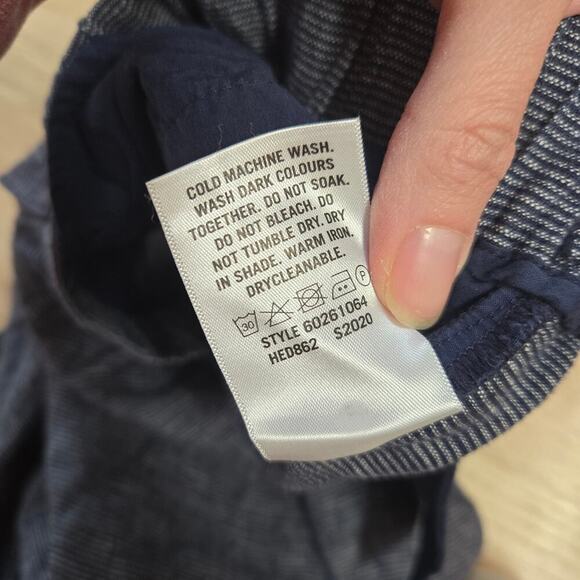 COLD MACHINE WASH.
WASH DARK COLOURS
TOGETHER. DO NOT SOAK.
DO NOT BLEACH. DO
NOT TUMBLE DRY. DRY
IN SHADE. WARM IRON.
DRYCLEANABLE.
30 P
STYLE 60261064
HED862 S2020